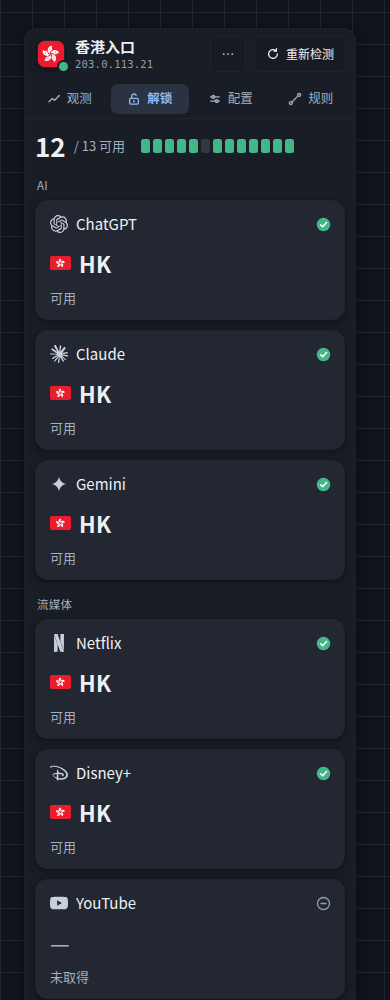 香港入口
203.0.113.21
··· 重新检测
观测 解锁 配置 规则
12 / 13 可用
AI
ChatGPT
HK
可用
Claude
HK
可用
Gemini
HK
可用
流媒体
Netflix
HK
可用
Disney+
HK
可用
YouTube
—
未取得